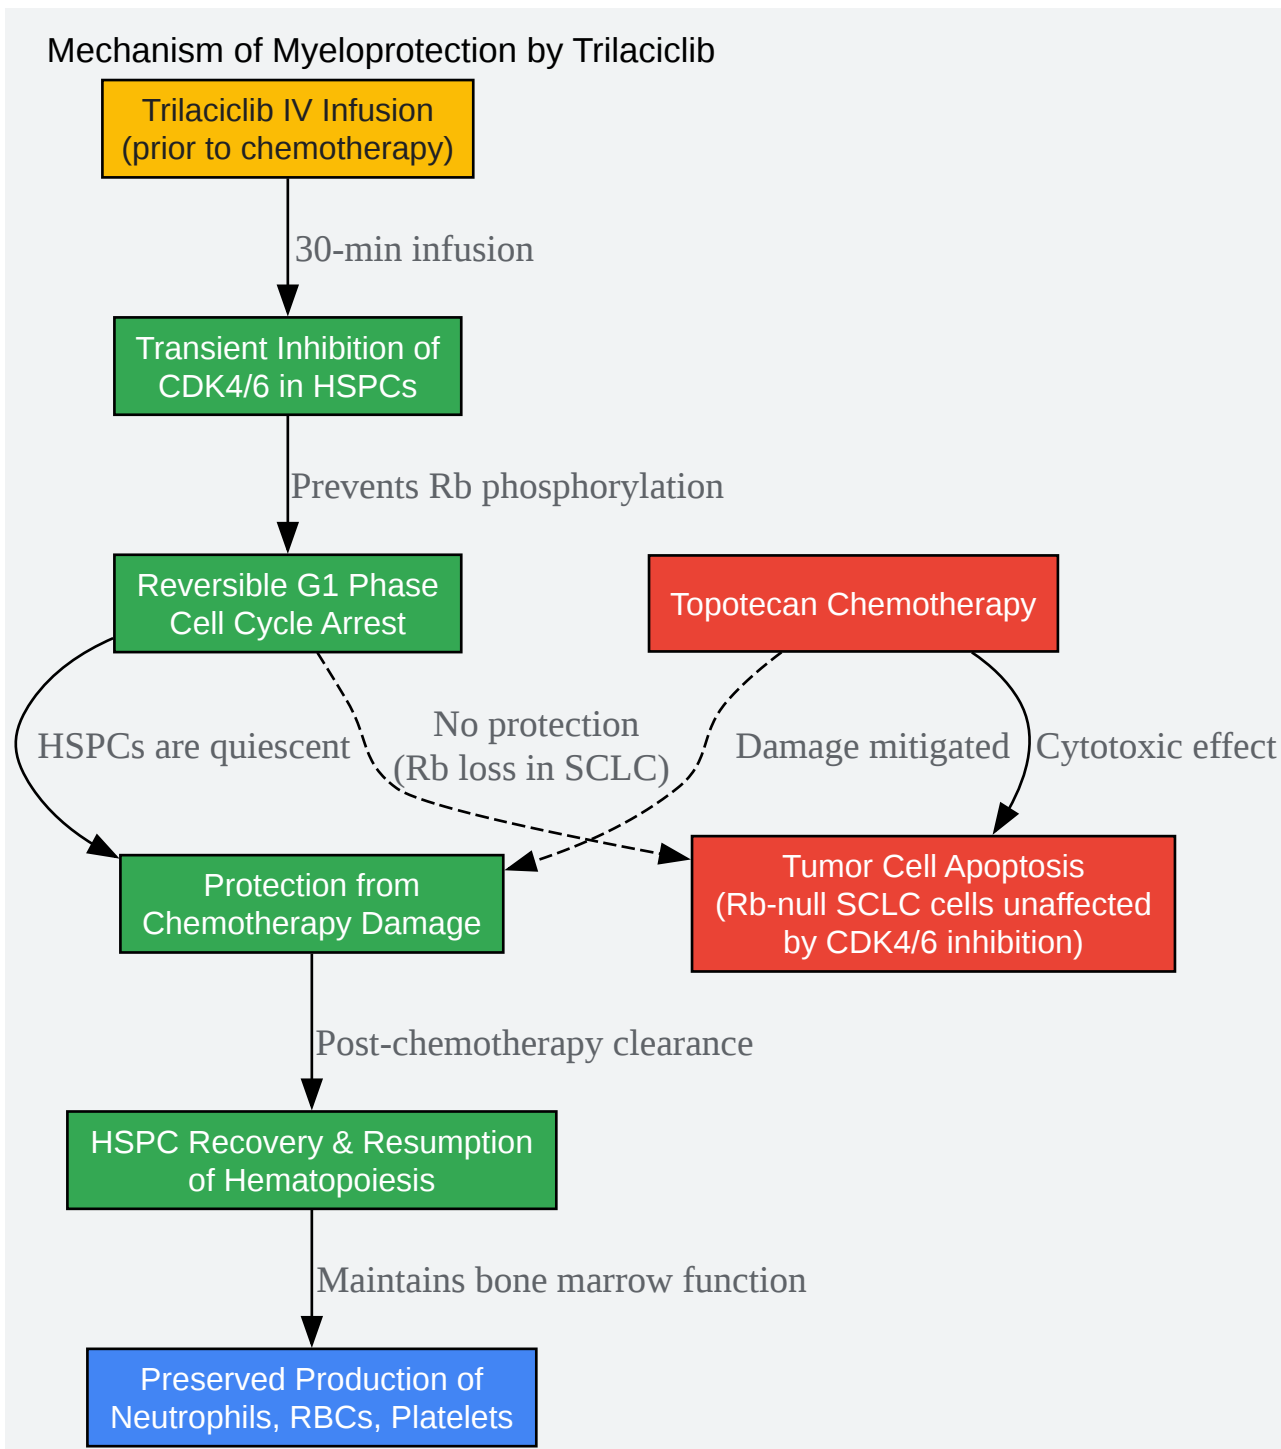 Mechanism of Myeloprotection by Trilaciclib
Trilaciclib IV Infusion
(prior to chemotherapy)
30-min infusion
Transient Inhibition of
CDK4/6 in HSPCs
Prevents Rb phosphorylation
Reversible G1 Phase
Cell Cycle Arrest
Topotecan Chemotherapy
HSPCs are quiescent
No protection
(Rb loss in SCLC)
Damage mitigated
Cytotoxic effect
Protection from
Chemotherapy Damage
Tumor Cell Apoptosis
(Rb-null SCLC cells unaffected
by CDK4/6 inhibition)
Post-chemotherapy clearance
HSPC Recovery & Resumption
of Hematopoiesis
Maintains bone marrow function
Preserved Production of
Neutrophils, RBCs, Platelets